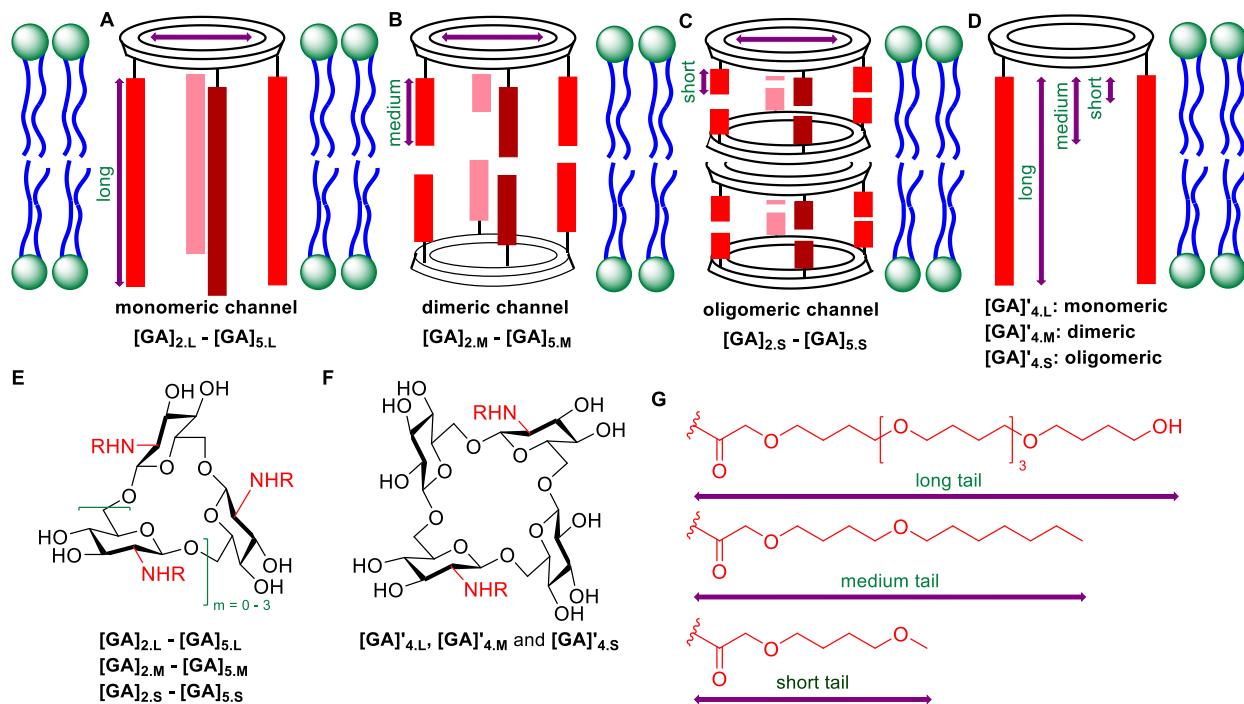 A
B
C
D
long
medium
short
long
medium
short
monomeric channel
[GA]2.L - [GA]5.L
dimeric channel
[GA]2.M - [GA]5.M
oligomeric channel
[GA]2.S - [GA]5.S
[GA]'4.L: monomeric
[GA]'4.M: dimeric
[GA]'4.S: oligomeric
E
OH
HO
RHN
O
O
O
O
NHR
HO
HO
O
O
O
OH
OH
NHR
m = 0 - 3
[GA]2.L - [GA]5.L
[GA]2.M - [GA]5.M
[GA]2.S - [GA]5.S
F
OH
HO
HO
HO
RHN
OH
OH
O
O
O
O
O
O
HO
HO
O
O
NHR
OH
OH
OH
[GA]'4.L, [GA]'4.M and [GA]'4.S
G
O
O
O
O
OH
3
long tail
O
O
O
medium tail
O
O
O
short tail